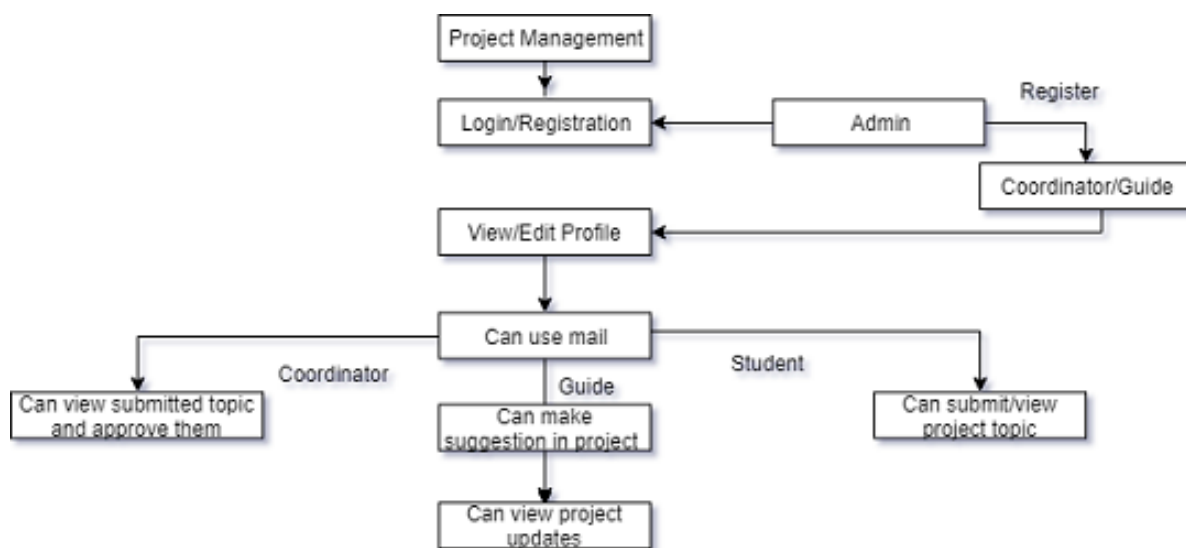 Project Management
Register
Login/Registration
Admin
Coordinator/Guide
View/Edit Profile
Can use mail
Coordinator
Guide
Student
Can view submitted topic
and approve them
Can make
suggestion in project
Can submit/view
project topic
Can view project
updates